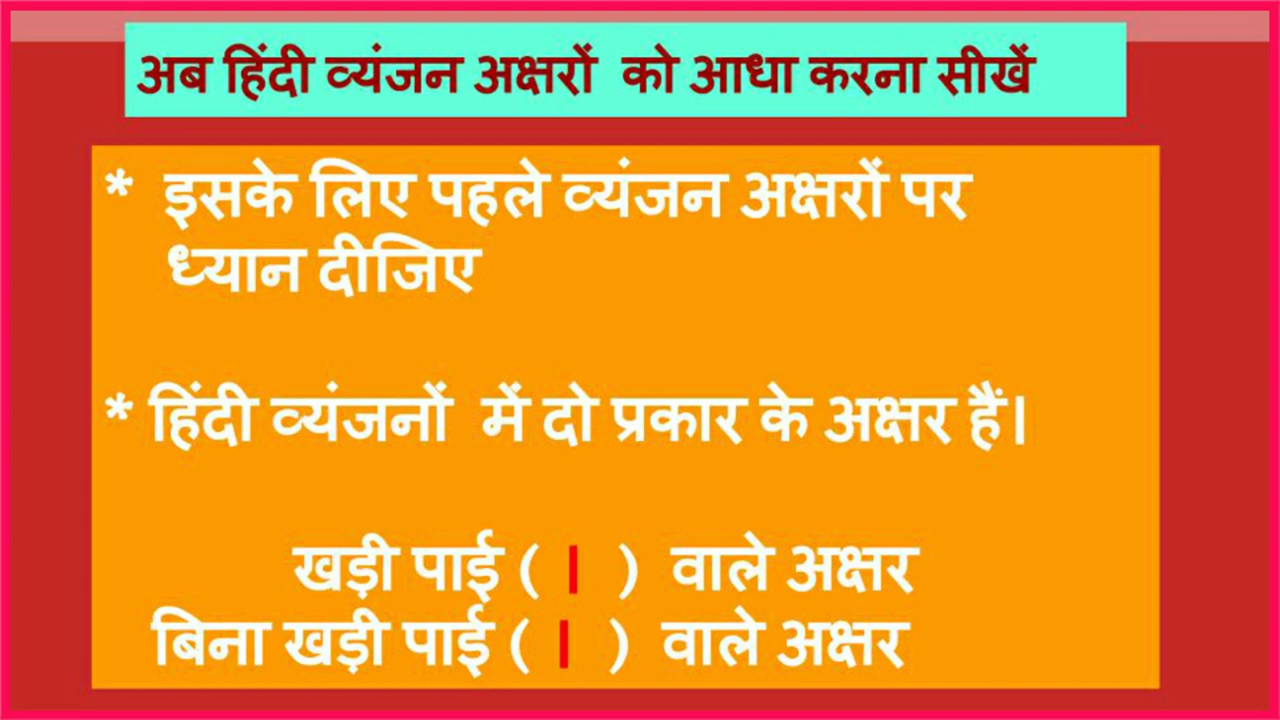 अब हिंदी व्यंजन अक्षरों को आधा करना सीखें
* इसके लिए पहले व्यंजन अक्षरों पर
ध्यान दीजिए
* हिंदी व्यंजनों में दो प्रकार के अक्षर हैं।
खड़ी पाई ( । ) वाले अक्षर
बिना खड़ी पाई ( । ) वाले अक्षर